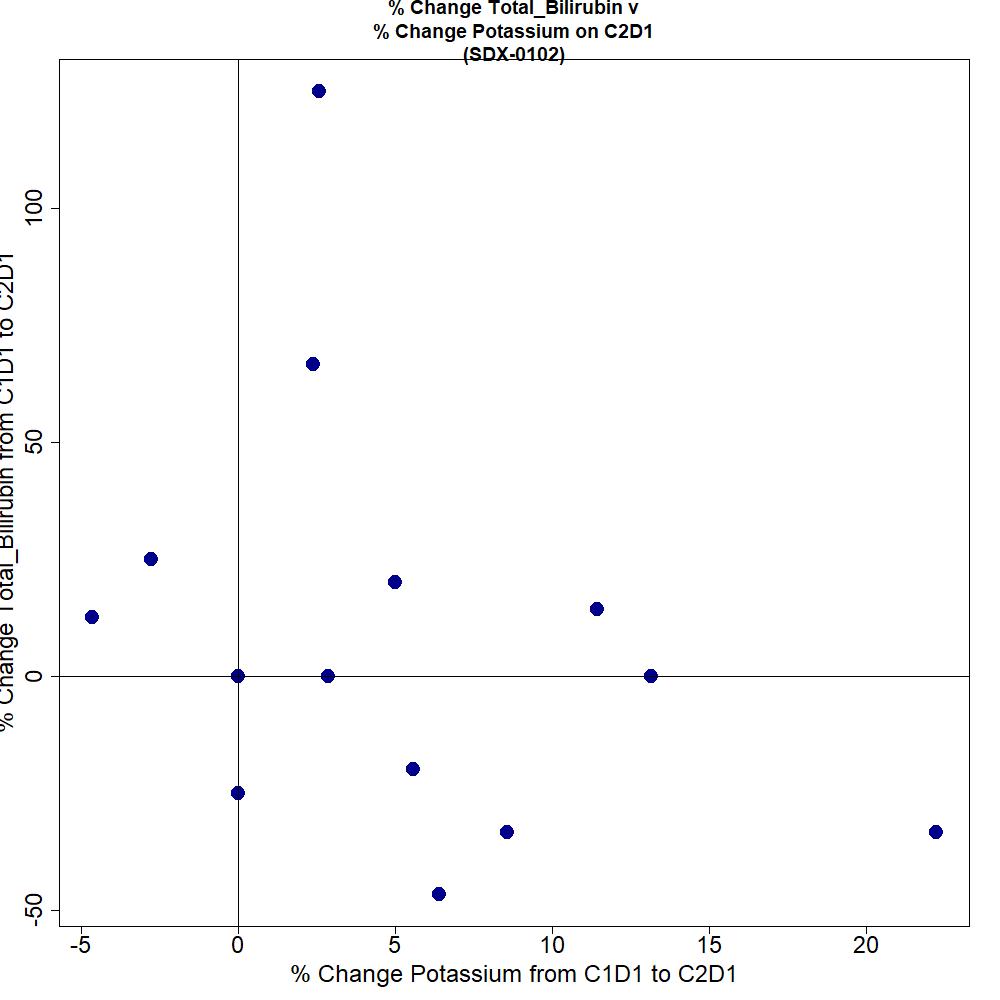 % Change Total_Bilirubin v
% Change Potassium on C2D1
(SDX-0102)
% Change Total_Bilirubin from C1D1 to C2D1
100
50
0
-50
-5
0
5
10
15
20
% Change Potassium from C1D1 to C2D1